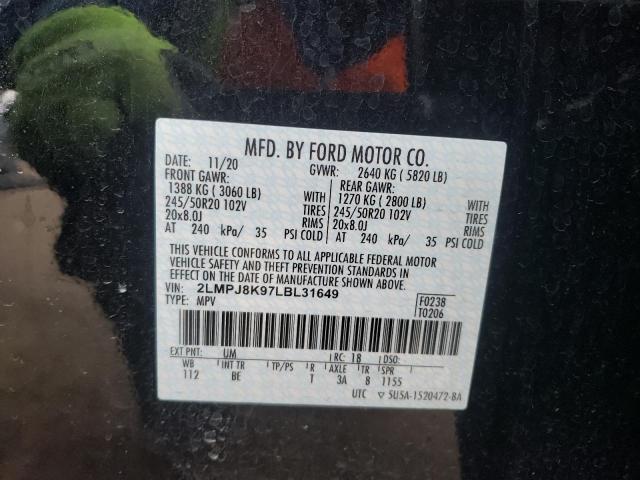 MFD. BY FORD MOTOR CO.
DATE: 11/20 GVWR: 2640 KG ( 5820 LB)
FRONT GAWR: REAR GAWR:
1388 KG ( 3060 LB) WITH 1270 KG ( 2800 LB) WITH
245/50R20 102V TIRES 245/50R20 102V TIRES
20x8.0J RIMS 20x8.0J RIMS
AT 240 kPa/ 35 PSI COLD AT 240 kPa/ 35 PSI COLD
THIS VEHICLE CONFORMS TO ALL APPLICABLE FEDERAL MOTOR
VEHICLE SAFETY AND THEFT PREVENTION STANDARDS IN
EFFECT ON THE DATE OF MANUFACTURE SHOWN ABOVE.
VIN: 2LMPJ8K97LBL31649 F0238
TYPE: MPV T0206
EXT PNT: UM RC: 18 DSO:
WB INT TR TP/PS R AXLE TR SPR
112 BE T 3A 8 1155
UTC ▽ 5U5A-1520472-BA